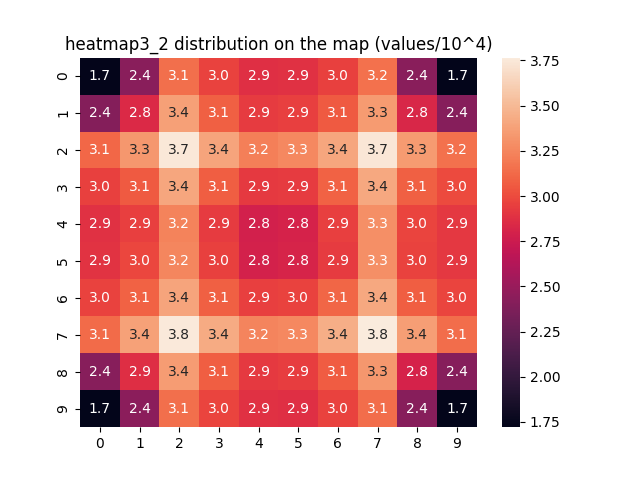 heatmap3_2 distribution on the map (values/10^4)
0 1.7 2.4 3.1 3.0 2.9 2.9 3.0 3.2 2.4 1.7
1 2.4 2.8 3.4 3.1 2.9 2.9 3.1 3.3 2.8 2.4
2 3.1 3.3 3.7 3.4 3.2 3.3 3.4 3.7 3.3 3.2
3 3.0 3.1 3.4 3.1 2.9 2.9 3.1 3.4 3.1 3.0
4 2.9 2.9 3.2 2.9 2.8 2.8 2.9 3.3 3.0 2.9
5 2.9 3.0 3.2 3.0 2.8 2.8 2.9 3.3 3.0 2.9
6 3.0 3.1 3.4 3.1 2.9 3.0 3.1 3.4 3.1 3.0
7 3.1 3.4 3.8 3.4 3.2 3.3 3.4 3.8 3.4 3.1
8 2.4 2.9 3.4 3.1 2.9 2.9 3.1 3.3 2.8 2.4
9 1.7 2.4 3.1 3.0 2.9 2.9 3.0 3.1 2.4 1.7
0 1 2 3 4 5 6 7 8 9
3.75
3.50
3.25
3.00
2.75
2.50
2.25
2.00
1.75